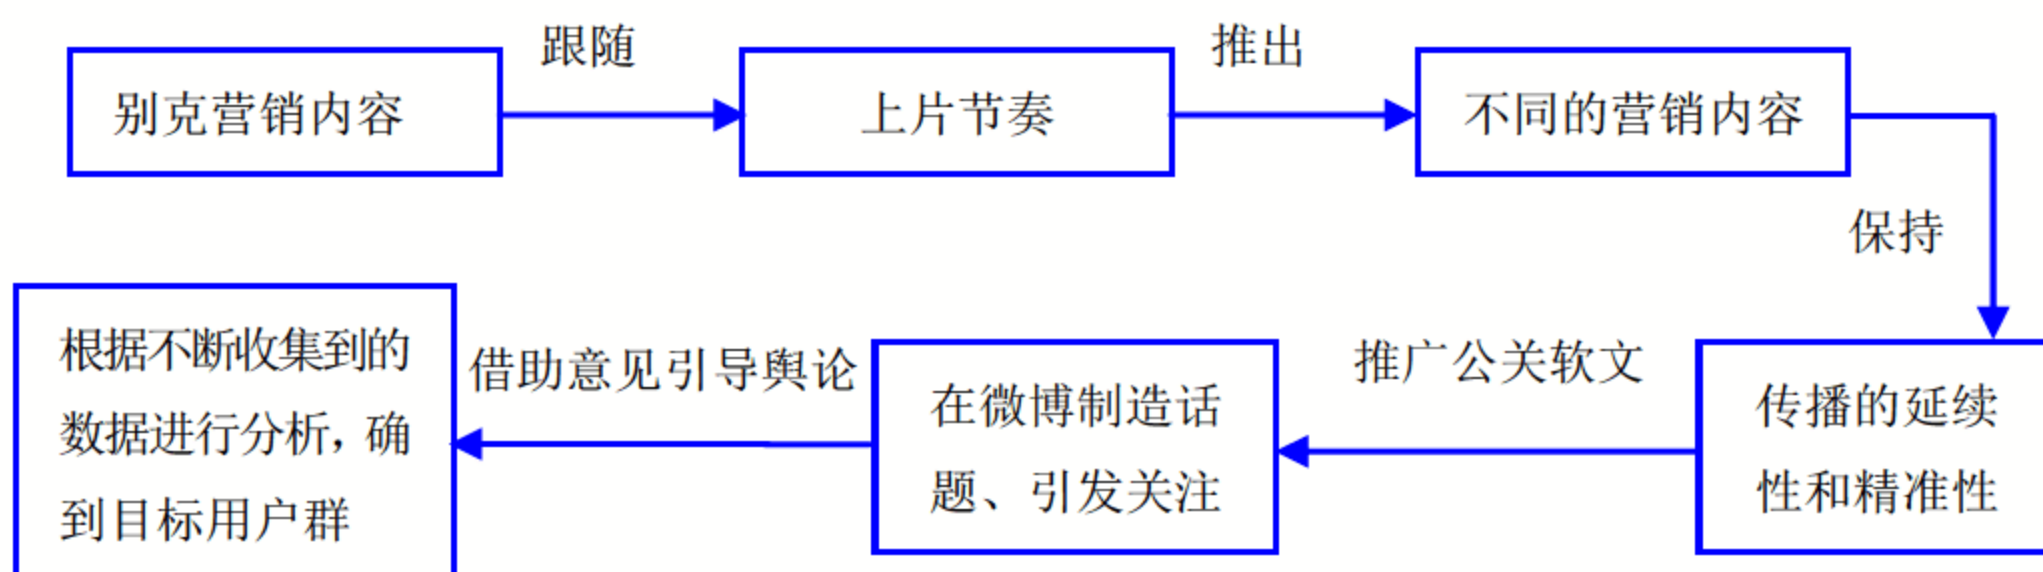 别克营销内容
跟随
上片节奏
推出
不同的营销内容
保持
传播的延续
性和精准性
推广公关软文
在微博制造话
题、引发关注
借助意见引导舆论
根据不断收集到的
数据进行分析，确
到目标用户群